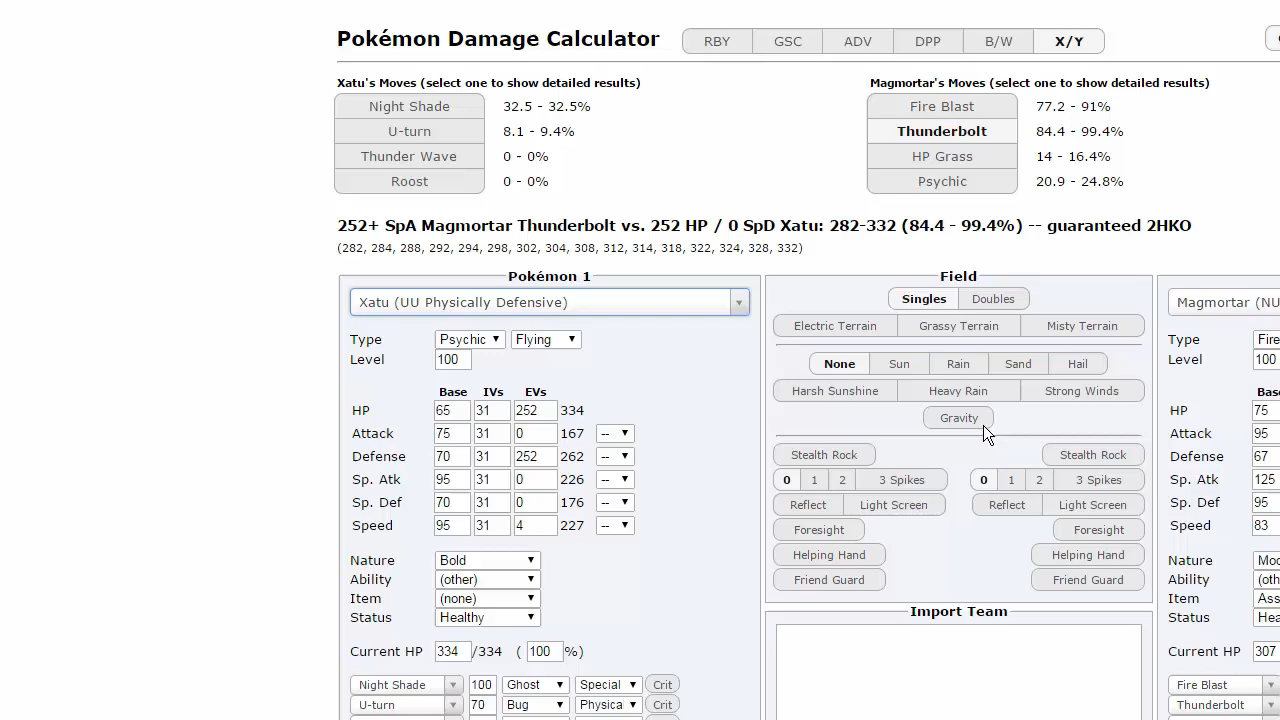 Pokémon Damage Calculator RBY GSC ADV DPP B/W X/Y
Xatu's Moves (select one to show detailed results) Magmortar's Moves (select one to show detailed results)
Night Shade 32.5 - 32.5% Fire Blast 77.2 - 91%
U-turn 8.1 - 9.4% Thunderbolt 84.4 - 99.4%
Thunder Wave 0 - 0% HP Grass 14 - 16.4%
Roost 0 - 0% Psychic 20.9 - 24.8%
252+ SpA Magmortar Thunderbolt vs. 252 HP / 0 SpD Xatu: 282-332 (84.4 - 99.4%) -- guaranteed 2HKO
(282, 284, 288, 292, 294, 298, 302, 304, 308, 312, 314, 318, 322, 324, 328, 332)
Pokémon 1
Xatu (UU Physically Defensive)
Type Psychic Flying
Level 100
Base IVs EVs
HP 65 31 252 334
Attack 75 31 0 167 --
Defense 70 31 252 262 --
Sp. Atk 95 31 0 226 --
Sp. Def 70 31 0 176 --
Speed 95 31 4 227 --
Nature Bold
Ability (other)
Item (none)
Status Healthy
Current HP 334 /334 ( 100 %)
Night Shade 100 Ghost Special Crit
U-turn 70 Bug Physica Crit
Field
Singles Doubles
Electric Terrain Grassy Terrain Misty Terrain
None Sun Rain Sand Hail
Harsh Sunshine Heavy Rain Strong Winds
Gravity
Stealth Rock Stealth Rock
0 1 2 3 Spikes 0 1 2 3 Spikes
Reflect Light Screen Reflect Light Screen
Foresight Foresight
Helping Hand Helping Hand
Friend Guard Friend Guard
Import Team
Magmortar (NU
Type Fire
Level 100
Base
HP 75
Attack 95
Defense 67
Sp. Atk 125
Sp. Def 95
Speed 83
Nature Mod
Ability (oth
Item Ass
Status Hea
Current HP 307
Fire Blast
Thunderbolt